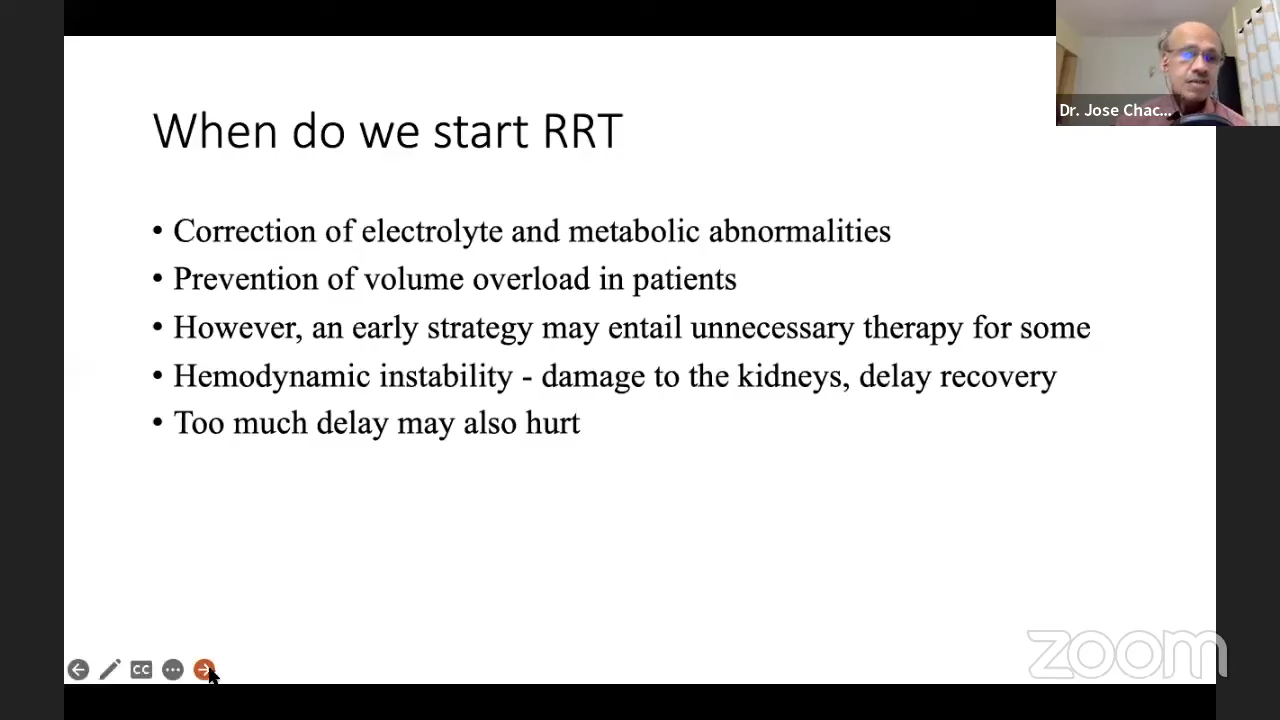 When do we start RRT
Dr. Jose Chac...
• Correction of electrolyte and metabolic abnormalities
• Prevention of volume overload in patients
• However, an early strategy may entail unnecessary therapy for some
• Hemodynamic instability - damage to the kidneys, delay recovery
• Too much delay may also hurt
CC
zoom